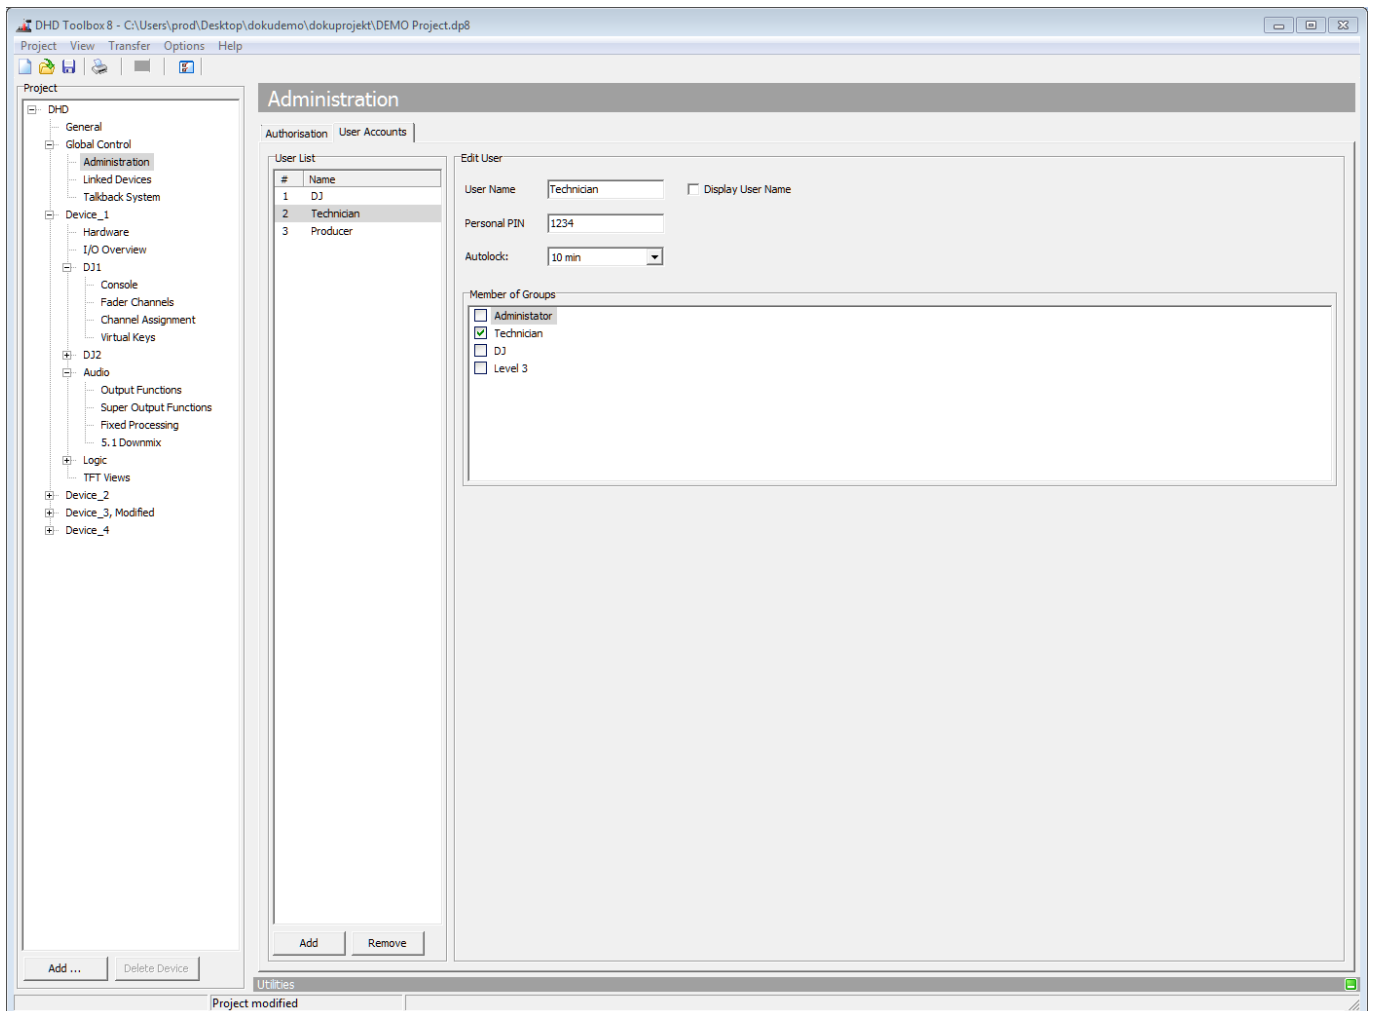 DHD Toolbox 8 - C:\Users\prod\Desktop\dokudemo\dokuprojekt\DEMO Project.dp8
Project View Transfer Options Help
Project
DHD
General
Global Control
Administration
Linked Devices
Talkback System
Device_1
Hardware
I/O Overview
DJ1
Console
Fader Channels
Channel Assignment
Virtual Keys
DJ2
Audio
Output Functions
Super Output Functions
Fixed Processing
5.1 Downmix
Logic
TFT Views
Device_2
Device_3, Modified
Device_4
Add ... Delete Device
Administration
Authorisation User Accounts
User List
# Name
1 DJ
2 Technician
3 Producer
Add Remove
Edit User
User Name Technician Display User Name
Personal PIN 1234
Autolock: 10 min
Member of Groups
Administator
Technician
DJ
Level 3
Utilities
Project modified